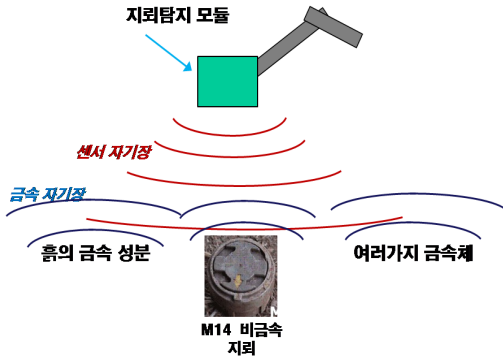 지뢰탐지 모듈
센서 자기장
금속 자기장
흙의 금속 성분
여러가지 금속체
M14 비금속
지뢰